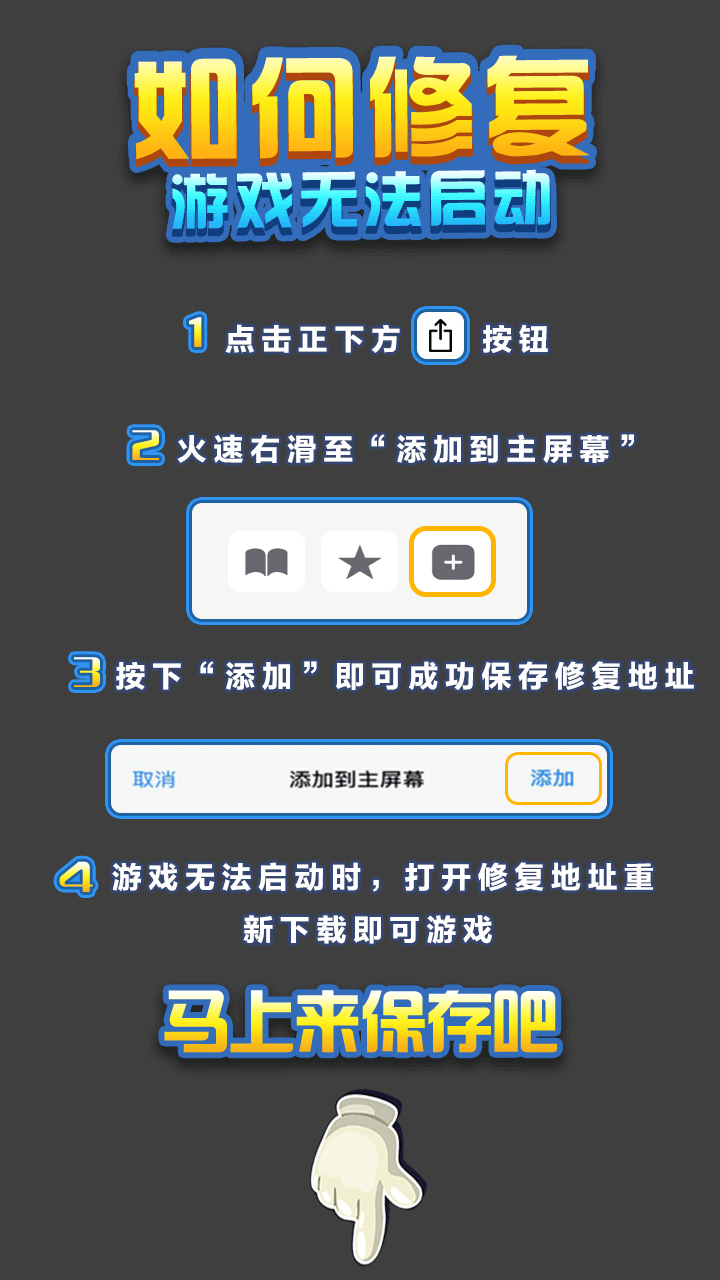 如何修复
游戏无法启动
1 点击正下方 按钮
2 火速右滑至“添加到主屏幕”
3 按下“添加”即可成功保存修复地址
取消 添加到主屏幕 添加
4 游戏无法启动时，打开修复地址重
新下载即可游戏
马上来保存吧